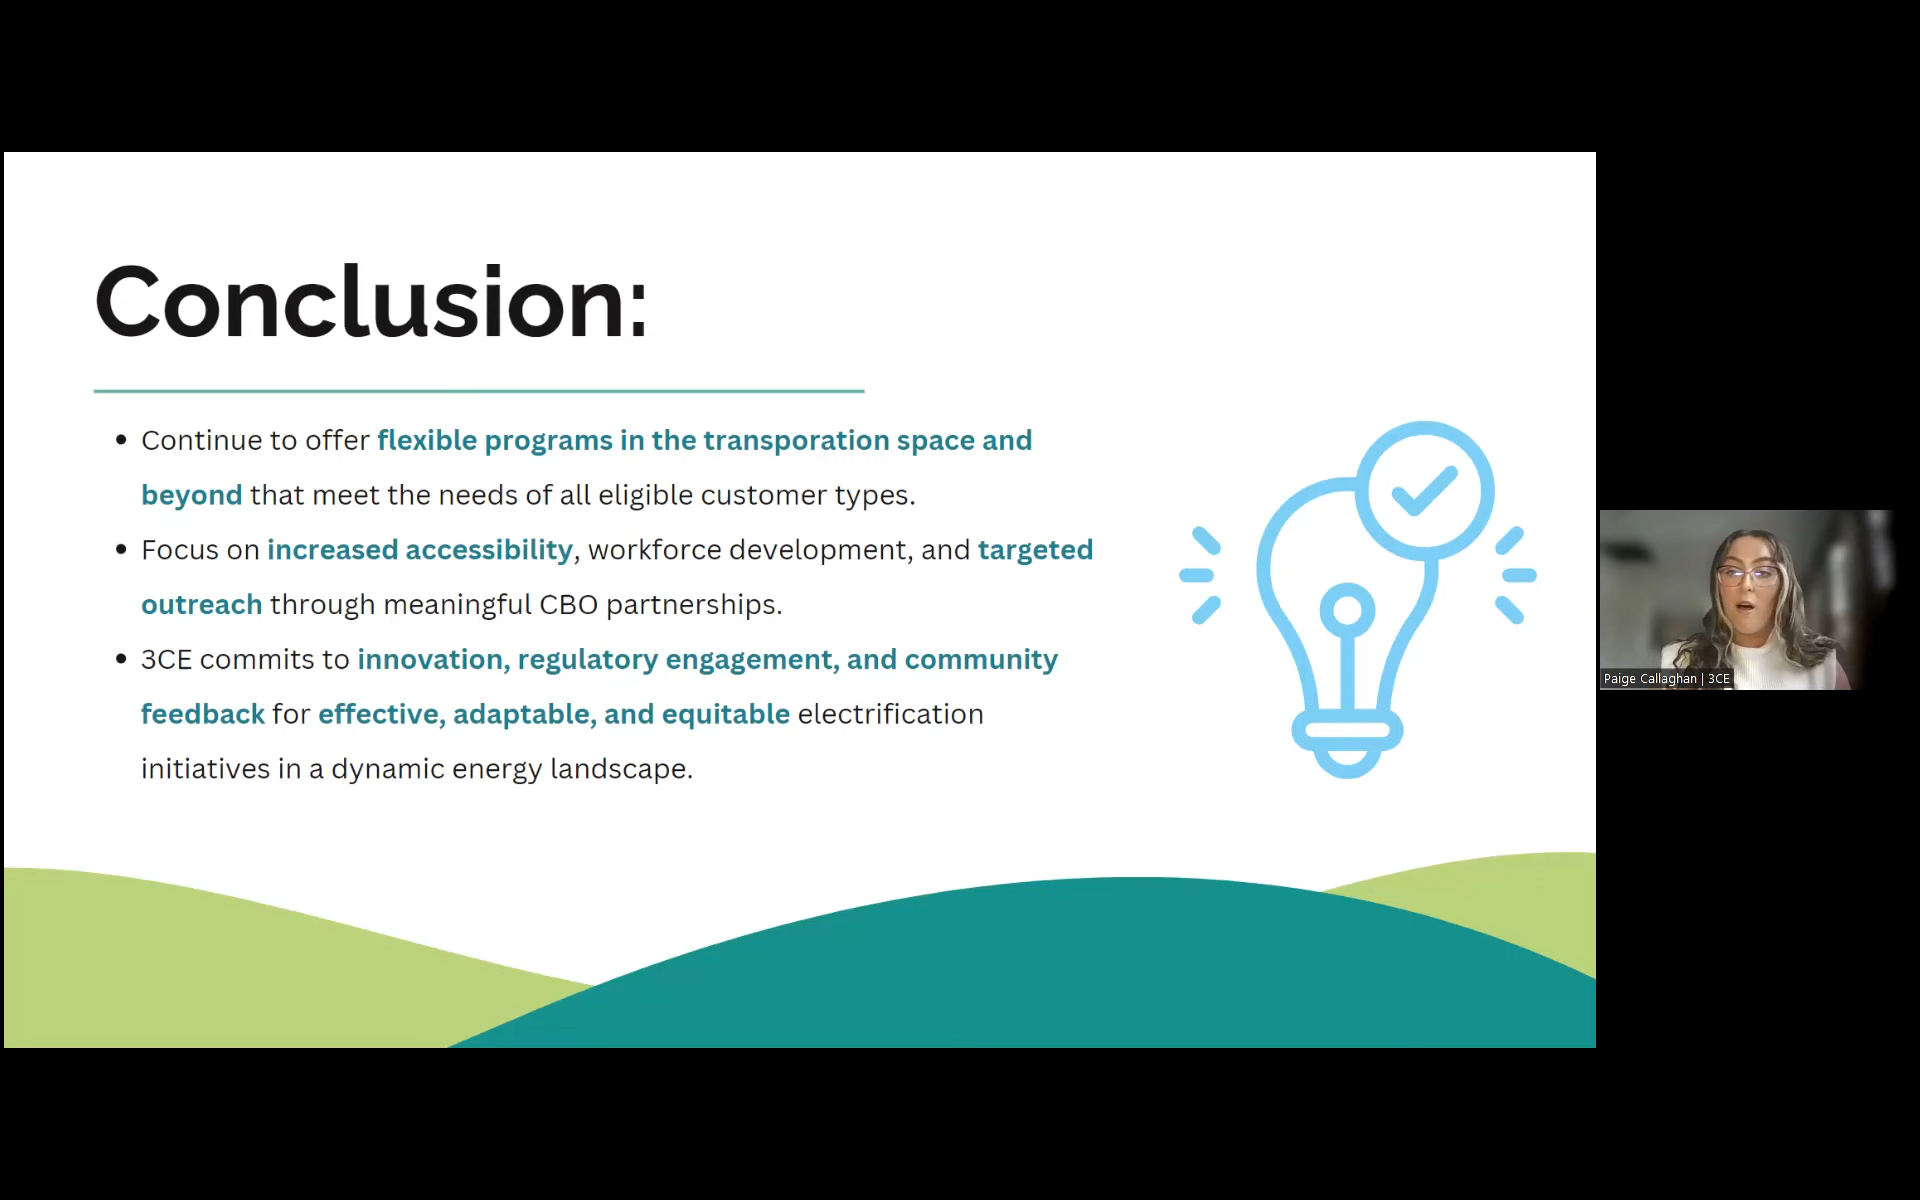 Conclusion:
• Continue to offer flexible programs in the transporation space and
beyond that meet the needs of all eligible customer types.
• Focus on increased accessibility, workforce development, and targeted
outreach through meaningful CBO partnerships.
• 3CE commits to innovation, regulatory engagement, and community
feedback for effective, adaptable, and equitable electrification
initiatives in a dynamic energy landscape.
Paige Callaghan | 3CE